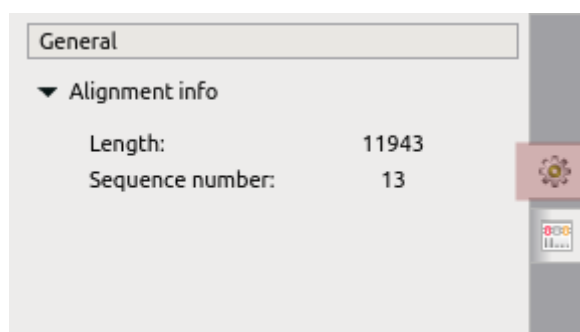 General
Alignment info
Length: 11943
Sequence number: 13